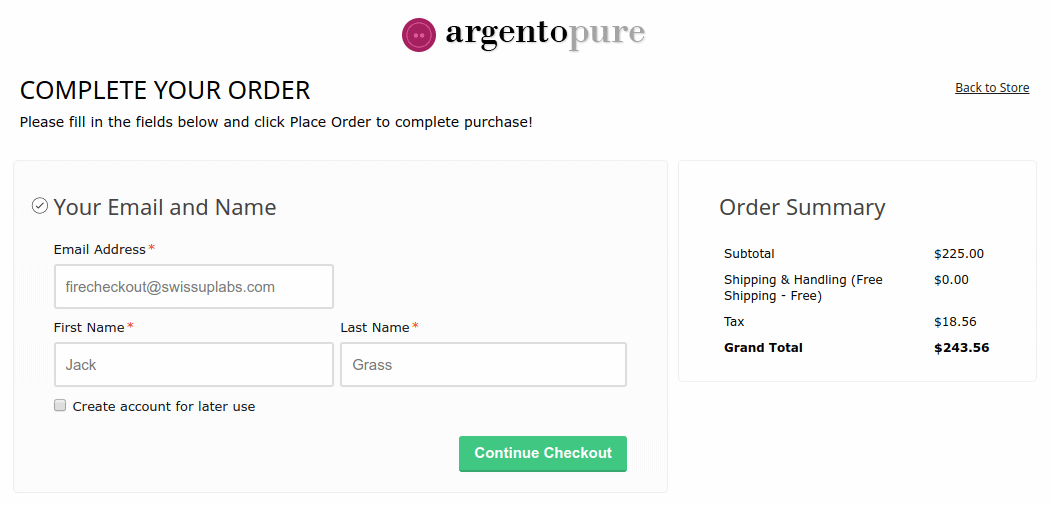 argentopure
COMPLETE YOUR ORDER
Back to Store
Please fill in the fields below and click Place Order to complete purchase!
Your Email and Name
Email Address*
firecheckout@swissuplabs.com
First Name* Last Name*
Jack Grass
Create account for later use
Continue Checkout
Order Summary
Subtotal $225.00
Shipping & Handling (Free $0.00
Shipping - Free)
Tax $18.56
Grand Total $243.56